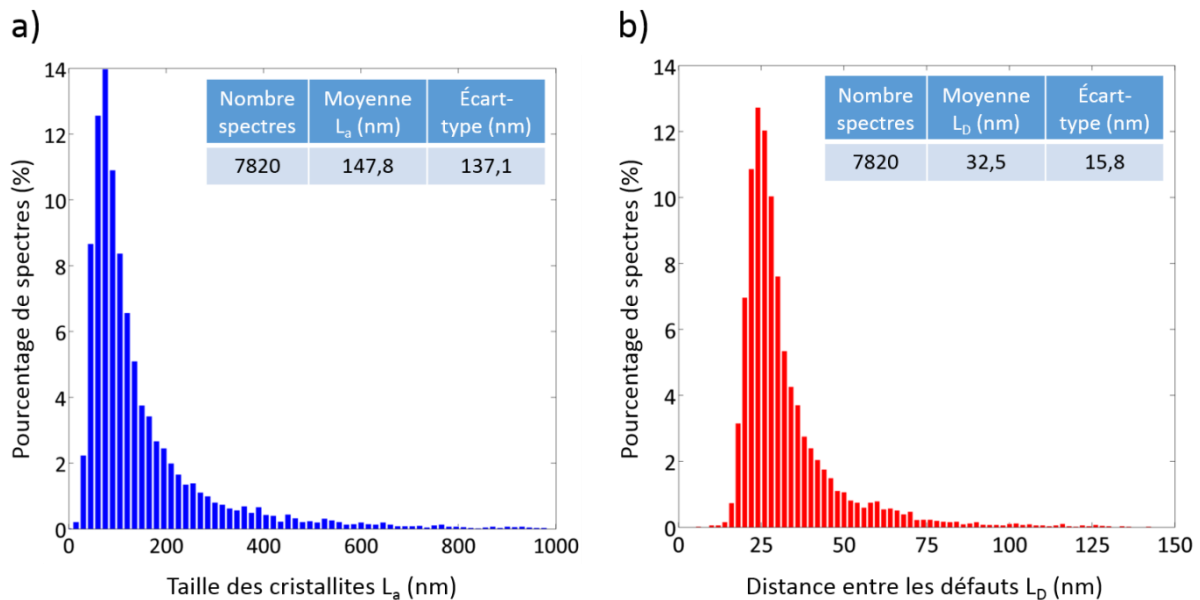 a)
14
12
10
8
6
4
2
0
Pourcentage de spectres (%)
Nombre spectres
Moyenne La (nm)
Écart-type (nm)
7820
147,8
137,1
0 200 400 600 800 1000
Taille des cristallites La (nm)
b)
14
12
10
8
6
4
2
0
Pourcentage de spectres (%)
Nombre spectres
Moyenne LD (nm)
Écart-type (nm)
7820
32,5
15,8
0 25 50 75 100 125 150
Distance entre les défauts LD (nm)